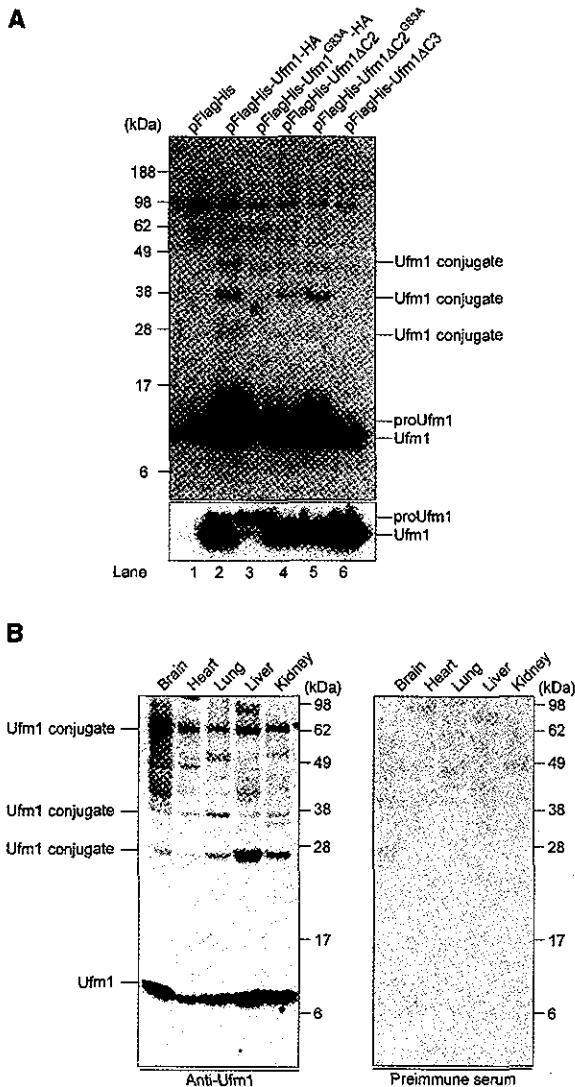 A
pFlagHis
pFlagHis-Ufm1-HA
pFlagHis-Ufm1G83A-HA
pFlagHis-Ufm1ΔC2
pFlagHis-Ufm1ΔC2G83A
pFlagHis-Ufm1ΔC3
(kDa)
188
98
62
49
38
28
17
6
Ufm1 conjugate
Ufm1 conjugate
Ufm1 conjugate
proUfm1
Ufm1
proUfm1
Ufm1
Lane 1 2 3 4 5 6
B
Brain Heart Lung Liver Kidney
(kDa)
Ufm1 conjugate
Ufm1 conjugate
Ufm1 conjugate
Ufm1
98
62
49
38
28
17
6
Anti-Ufm1
Brain Heart Lung Liver Kidney
(kDa)
98
62
49
38
28
17
6
Preimmune serum